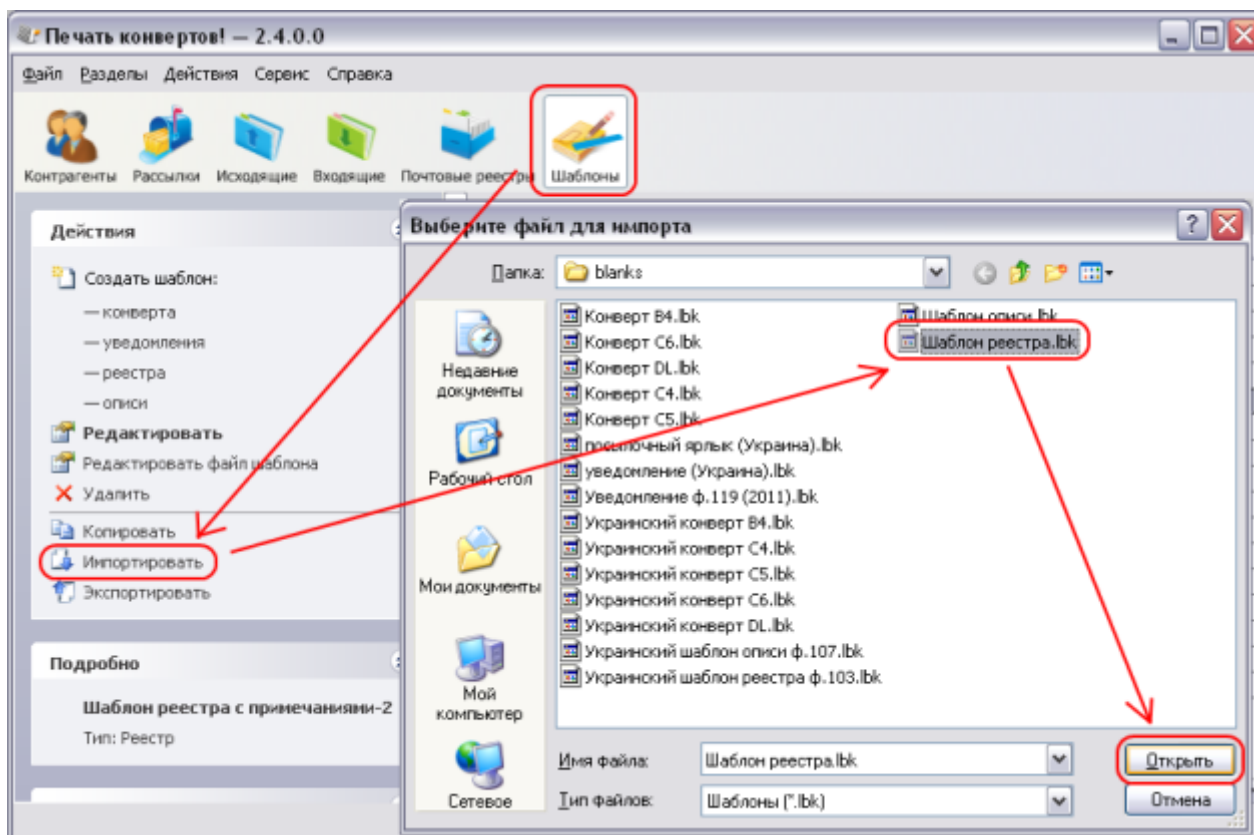 Печать конвертов! — 2.4.0.0
Файл Разделы Действия Сервис Справка
Контрагенты Рассылки Исходящие Входящие Почтовые реестры Шаблоны
Действия
Создать шаблон:
— конверта
— уведомления
— реестра
— описи
Редактировать
Редактировать файл шаблона
Удалить
Копировать
Импортировать
Экспортировать
Подробно
Шаблон реестра с примечаниями-2
Тип: Реестр
Выберите файл для импорта
Папка: blanks
Недавние документы
Рабочий стол
Мои документы
Мой компьютер
Сетевое
Конверт B4.lbk
Конверт C6.lbk
Конверт DL.lbk
Конверт C4.lbk
Конверт C5.lbk
посылочный ярлык (Украина).lbk
уведомление (Украина).lbk
Уведомление ф.119 (2011).lbk
Украинский конверт B4.lbk
Украинский конверт C4.lbk
Украинский конверт C5.lbk
Украинский конверт C6.lbk
Украинский конверт DL.lbk
Украинский шаблон описи ф.107.lbk
Украинский шаблон реестра ф.103.lbk
Шаблон описи.lbk
Шаблон реестра.lbk
Имя файла: Шаблон реестра.lbk Открыть
Тип файлов: Шаблоны (*.lbk) Отмена